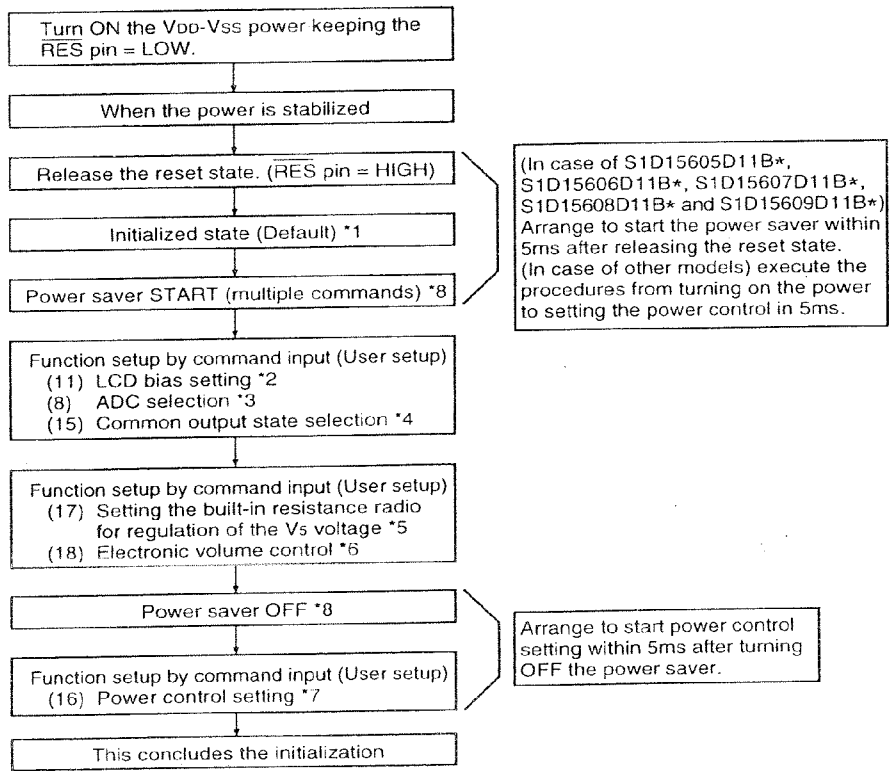 Turn ON the VDD-VSS power keeping the
RES pin = LOW.
When the power is stabilized
Release the reset state. (RES pin = HIGH)
Initialized state (Default) *1
Power saver START (multiple commands) *8
(In case of S1D15605D11B*,
S1D15606D11B*, S1D15607D11B*,
S1D15608D11B* and S1D15609D11B*)
Arrange to start the power saver within
5ms after releasing the reset state.
(In case of other models) execute the
procedures from turning on the power
to setting the power control in 5ms.
Function setup by command input (User setup)
(11) LCD bias setting *2
(8) ADC selection *3
(15) Common output state selection *4
Function setup by command input (User setup)
(17) Setting the built-in resistance radio
for regulation of the V5 voltage *5
(18) Electronic volume control *6
Power saver OFF *8
Function setup by command input (User setup)
(16) Power control setting *7
Arrange to start power control
setting within 5ms after turning
OFF the power saver.
This concludes the initialization